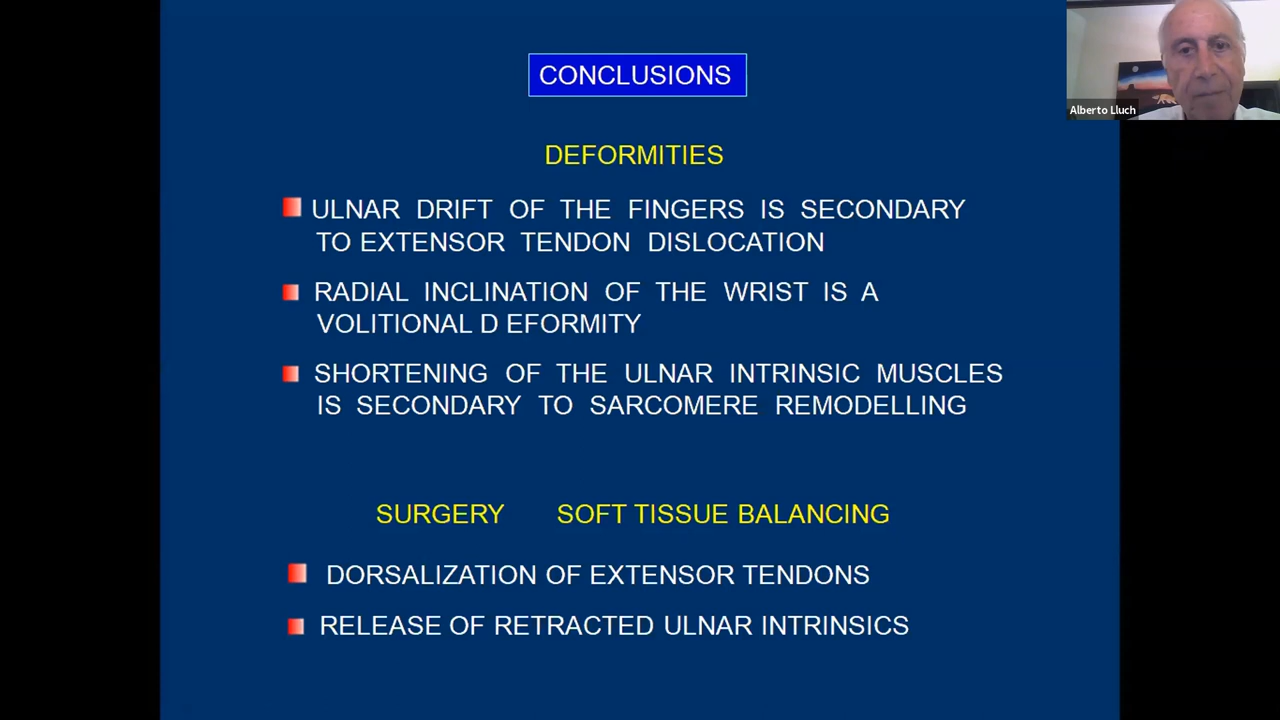 CONCLUSIONS
Alberto Lluch
DEFORMITIES
ULNAR DRIFT OF THE FINGERS IS SECONDARY
TO EXTENSOR TENDON DISLOCATION
RADIAL INCLINATION OF THE WRIST IS A
VOLITIONAL D EFORMITY
SHORTENING OF THE ULNAR INTRINSIC MUSCLES
IS SECONDARY TO SARCOMERE REMODELLING
SURGERY SOFT TISSUE BALANCING
DORSALIZATION OF EXTENSOR TENDONS
RELEASE OF RETRACTED ULNAR INTRINSICS